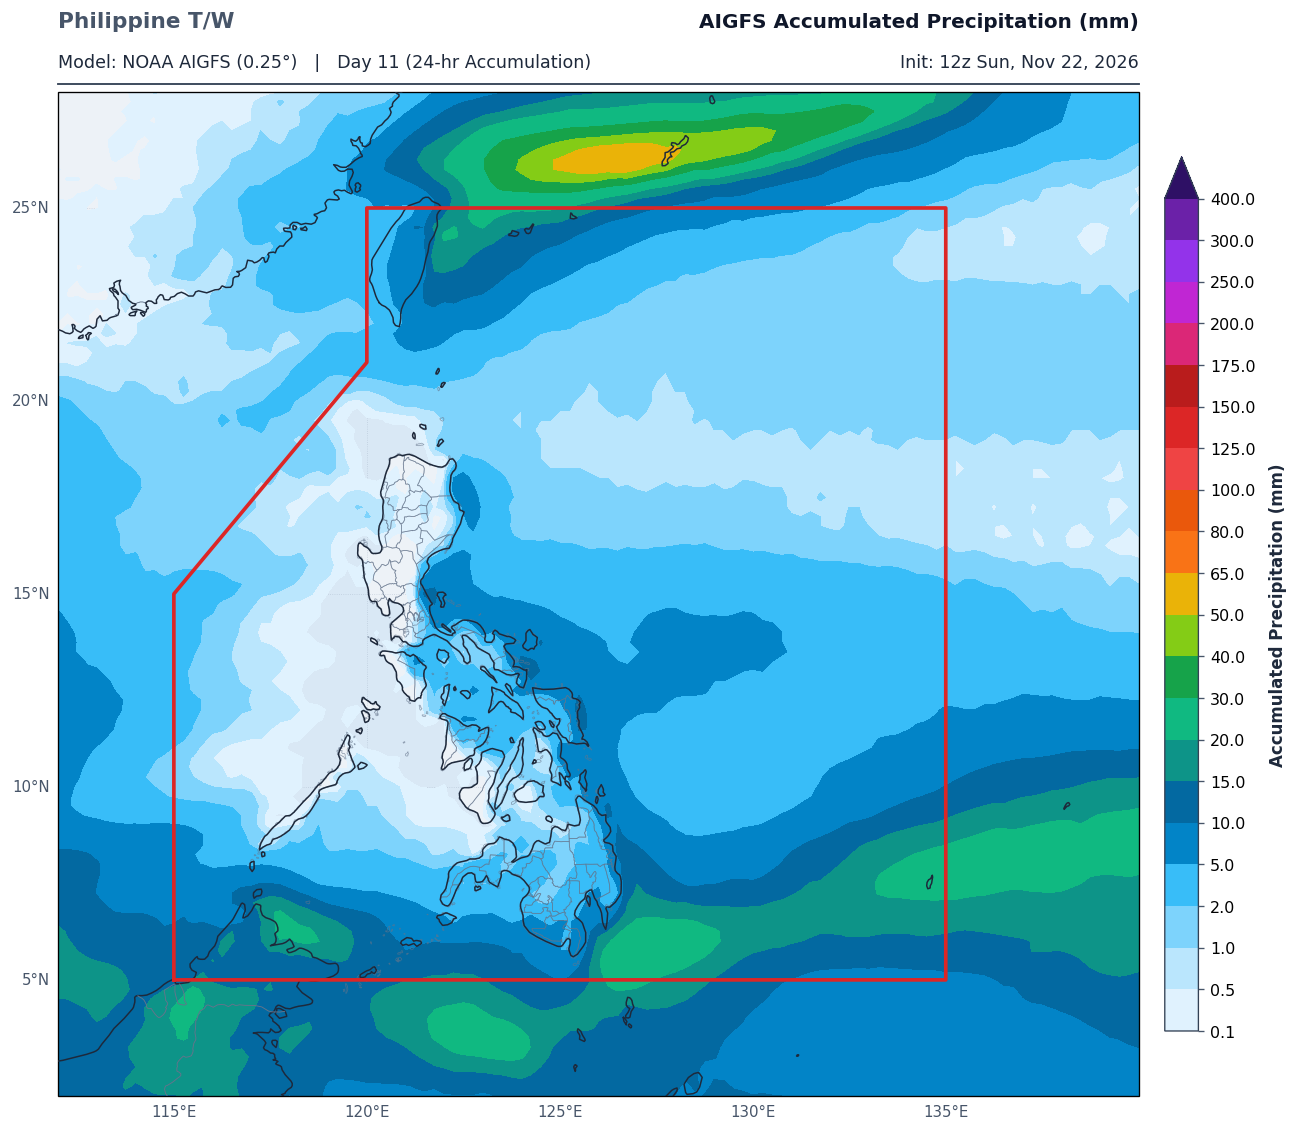 Philippine T/W
AIGFS Accumulated Precipitation (mm)
Model: NOAA AIGFS (0.25°)   |   Day 11 (24-hr Accumulation)
Init: 12z Sun, Nov 22, 2026
25°N
20°N
15°N
10°N
5°N
115°E
120°E
125°E
130°E
135°E
400.0
300.0
250.0
200.0
175.0
150.0
125.0
100.0
80.0
65.0
50.0
40.0
30.0
20.0
15.0
10.0
5.0
2.0
1.0
0.5
0.1
Accumulated Precipitation (mm)